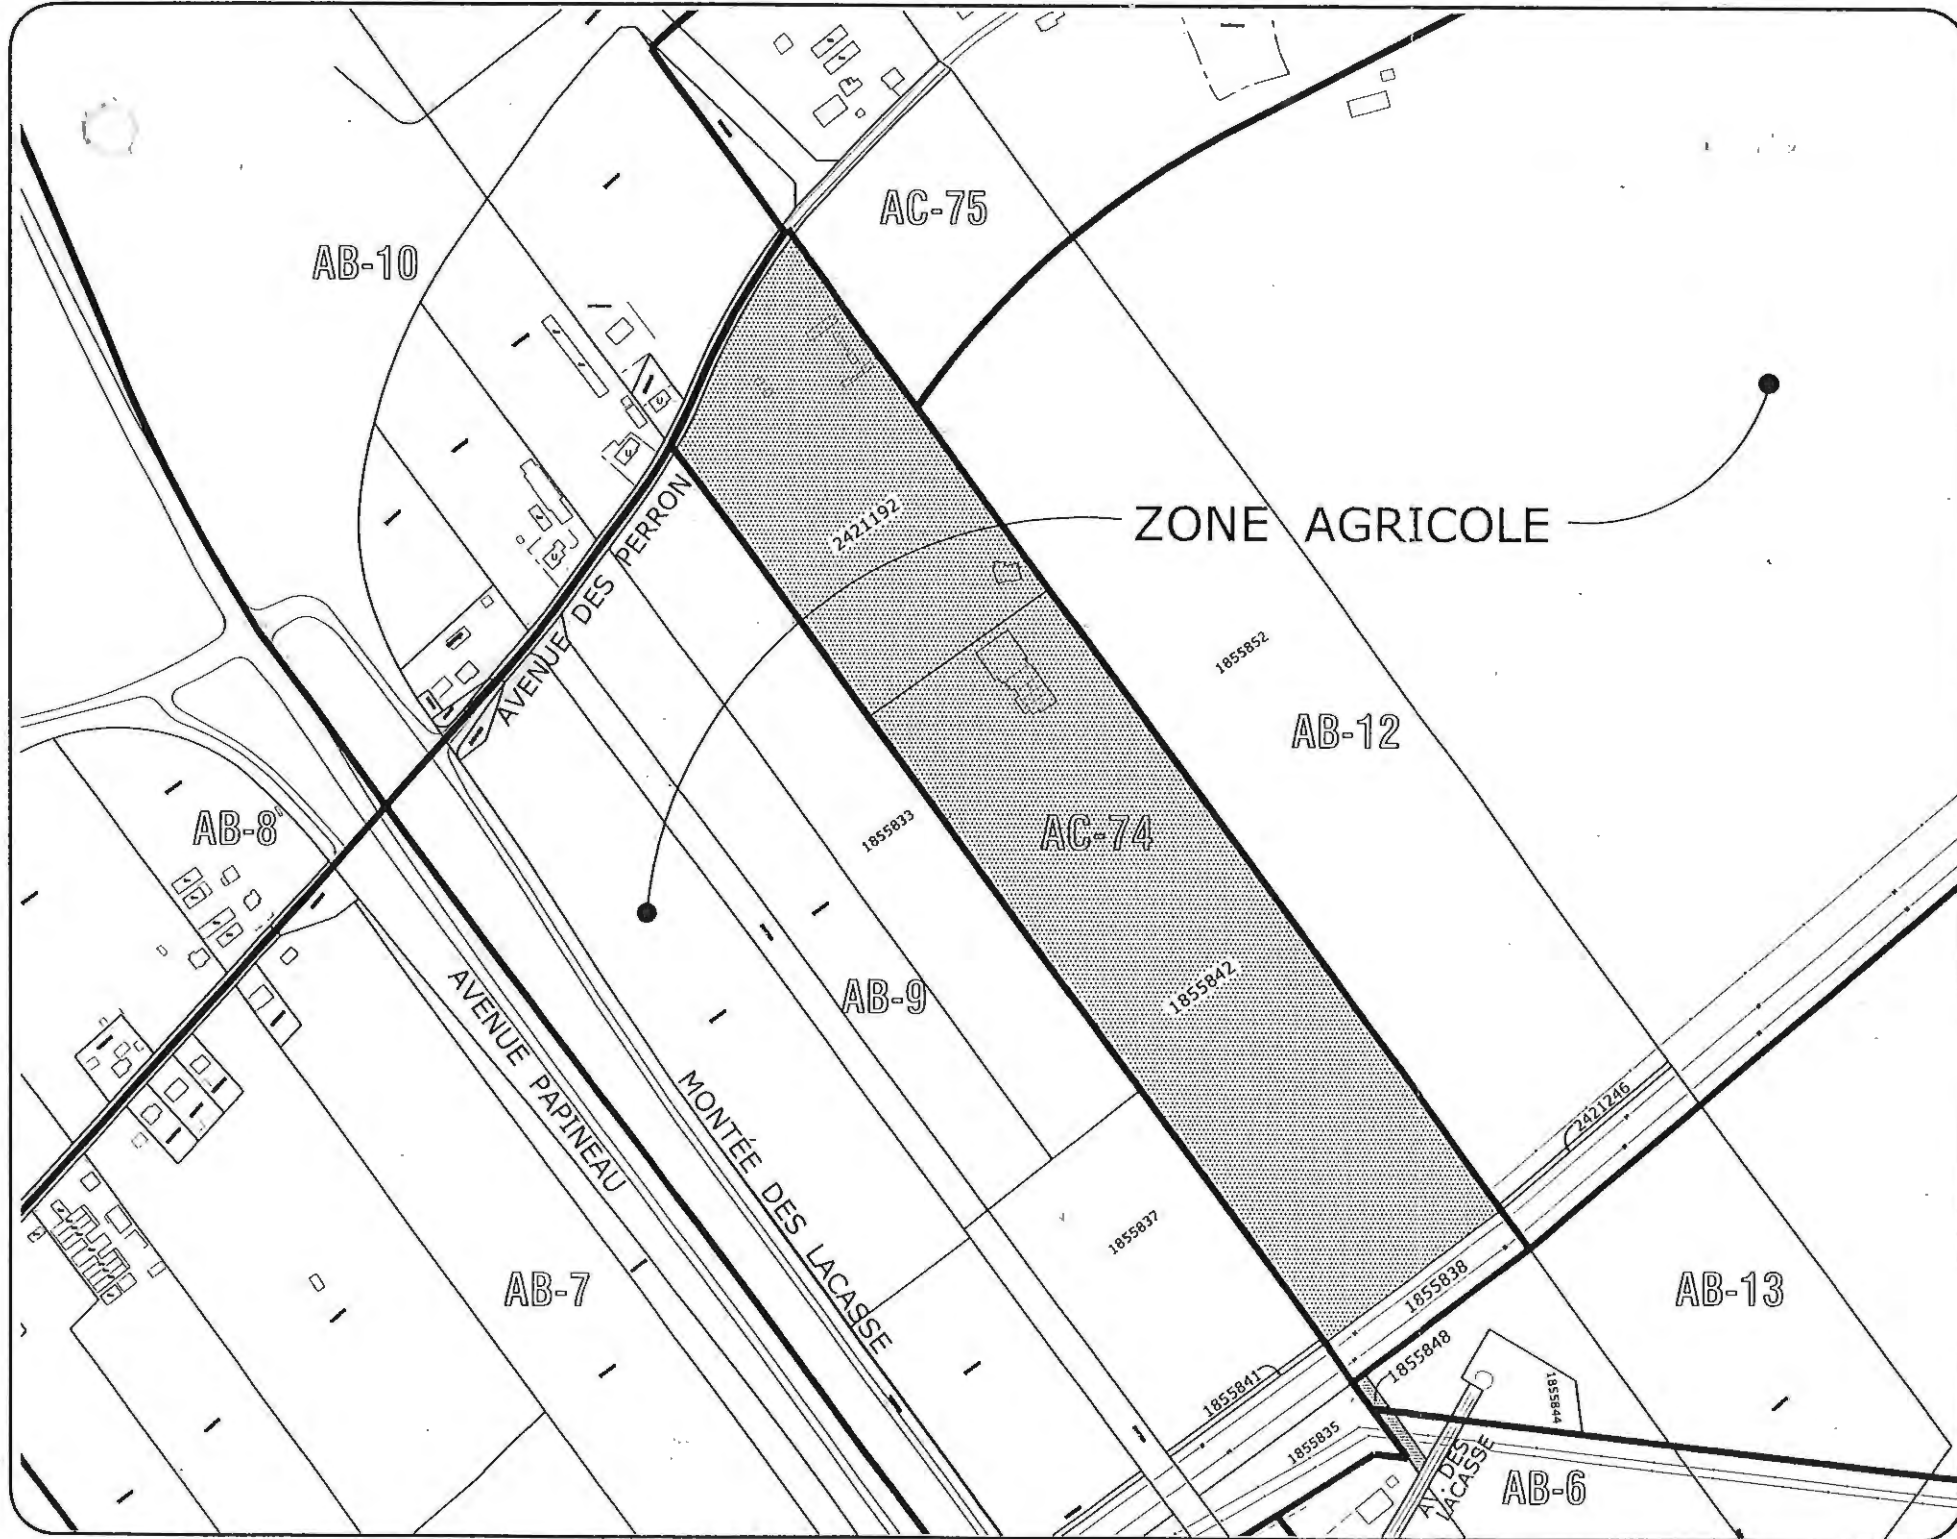 AC-75
AB-10
ZONE AGRICOLE
2421192
AVENUE DES PERRON
1855852
AB-12
AB-8
1855833
AC-74
1855842
AB-9
AVENUE PAPINEAU
MONTÉE DES LACASSE
2421246
1855837
AB-7
1855838
AB-13
1855848
1855841
1855844
1855835
AV. DES
LACASSE
AB-6